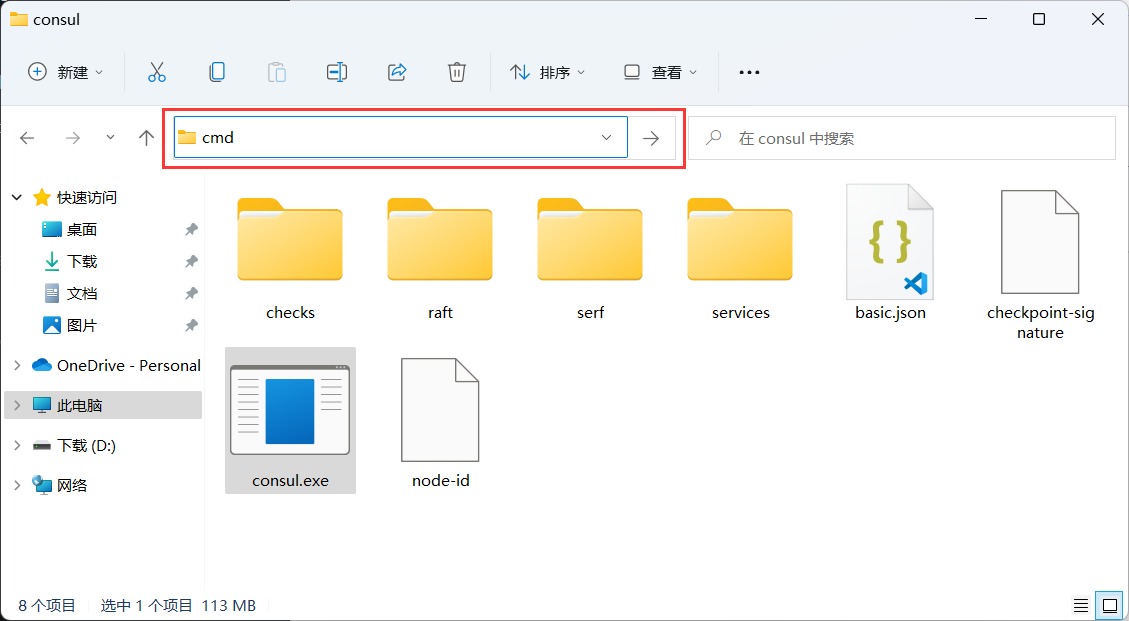 consul
新建
排序
查看
cmd
在 consul 中搜索
快速访问
桌面
下载
文档
图片
OneDrive - Personal
此电脑
下载 (D:)
网络
checks
raft
serf
services
basic.json
checkpoint-sig
nature
consul.exe
node-id
8 个项目
选中 1 个项目 113 MB